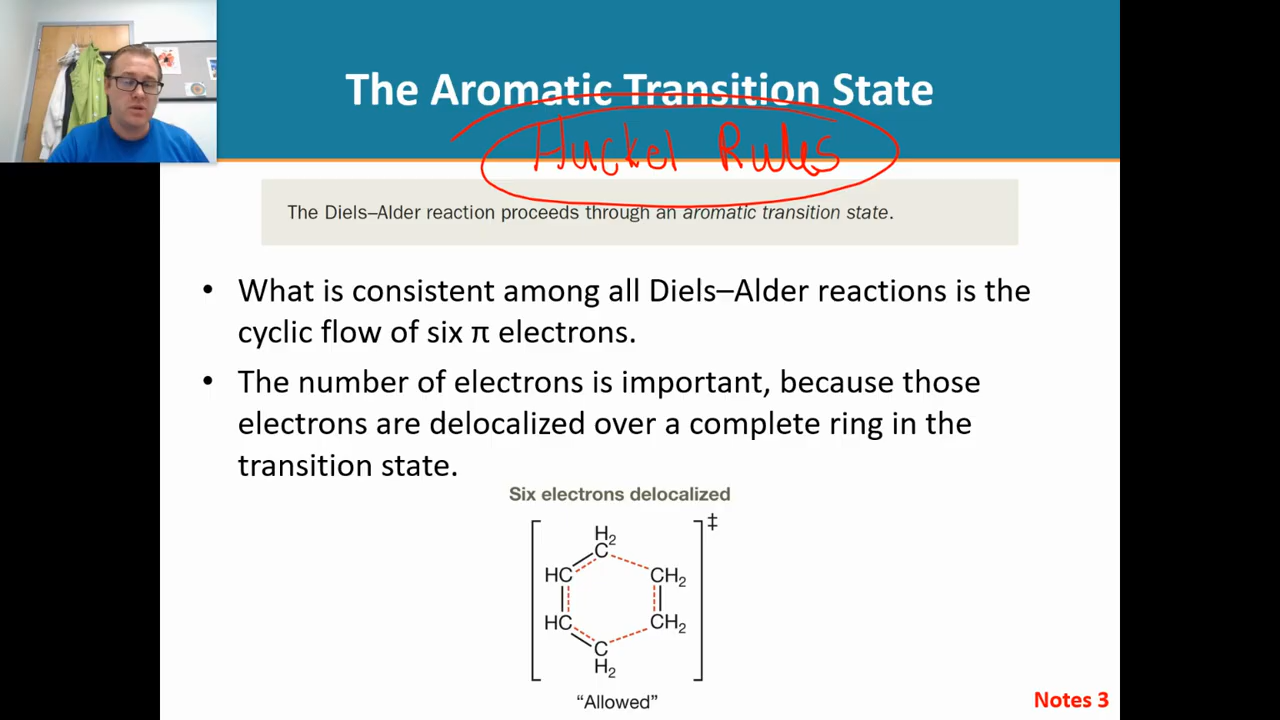 The Aromatic Transition State
Huckel Rules
The Diels–Alder reaction proceeds through an aromatic transition state.
• What is consistent among all Diels–Alder reactions is the
cyclic flow of six π electrons.
• The number of electrons is important, because those
electrons are delocalized over a complete ring in the
transition state.
Six electrons delocalized
‡
H2
C
HC CH2
HC CH2
C
H2
“Allowed”
Notes 3